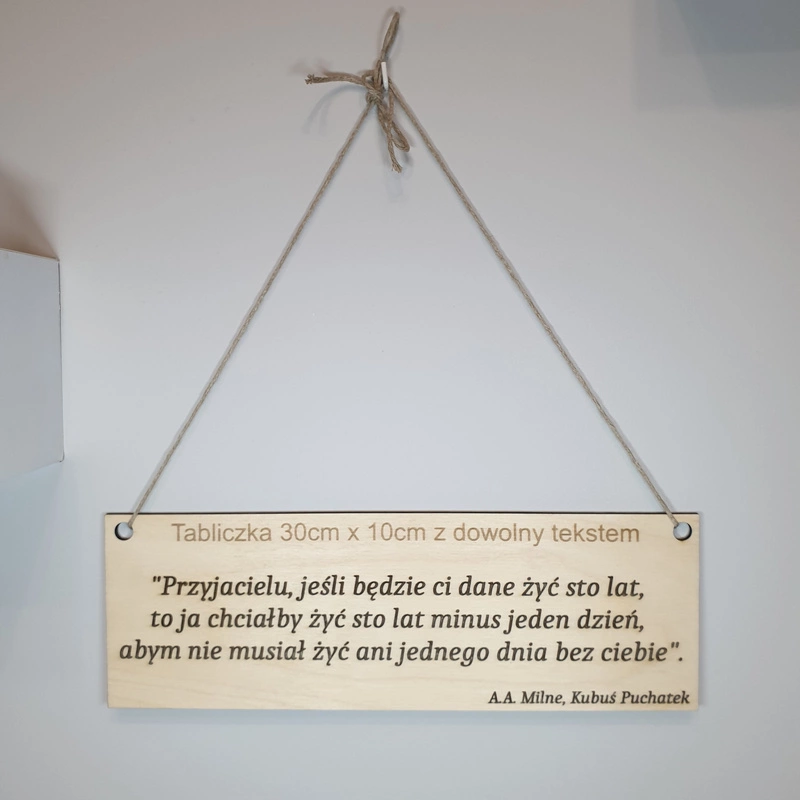 Tabliczka 30cm x 10cm z dowolny tekstem
"Przyjacielu, jeśli będzie ci dane żyć sto lat,
to ja chciałby żyć sto lat minus jeden dzień,
abym nie musiał żyć ani jednego dnia bez ciebie".
A.A. Milne, Kubuś Puchatek